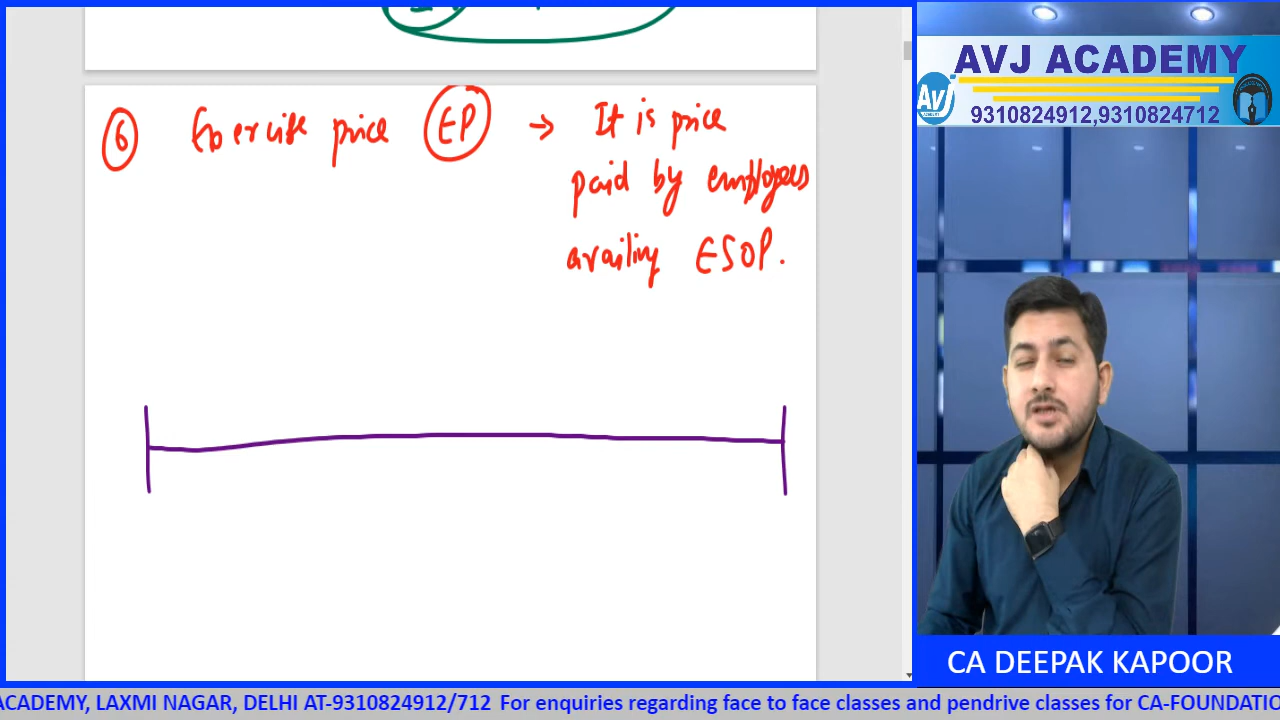 6 Exercise price EP → It is price
paid by employees
availing ESOP.
AVJ ACADEMY
AVJ
ACADEMY
9310824912,9310824712
CA DEEPAK KAPOOR
ACADEMY, LAXMI NAGAR, DELHI AT-9310824912/712 For enquiries regarding face to face classes and pendrive classes for CA-FOUNDATIO